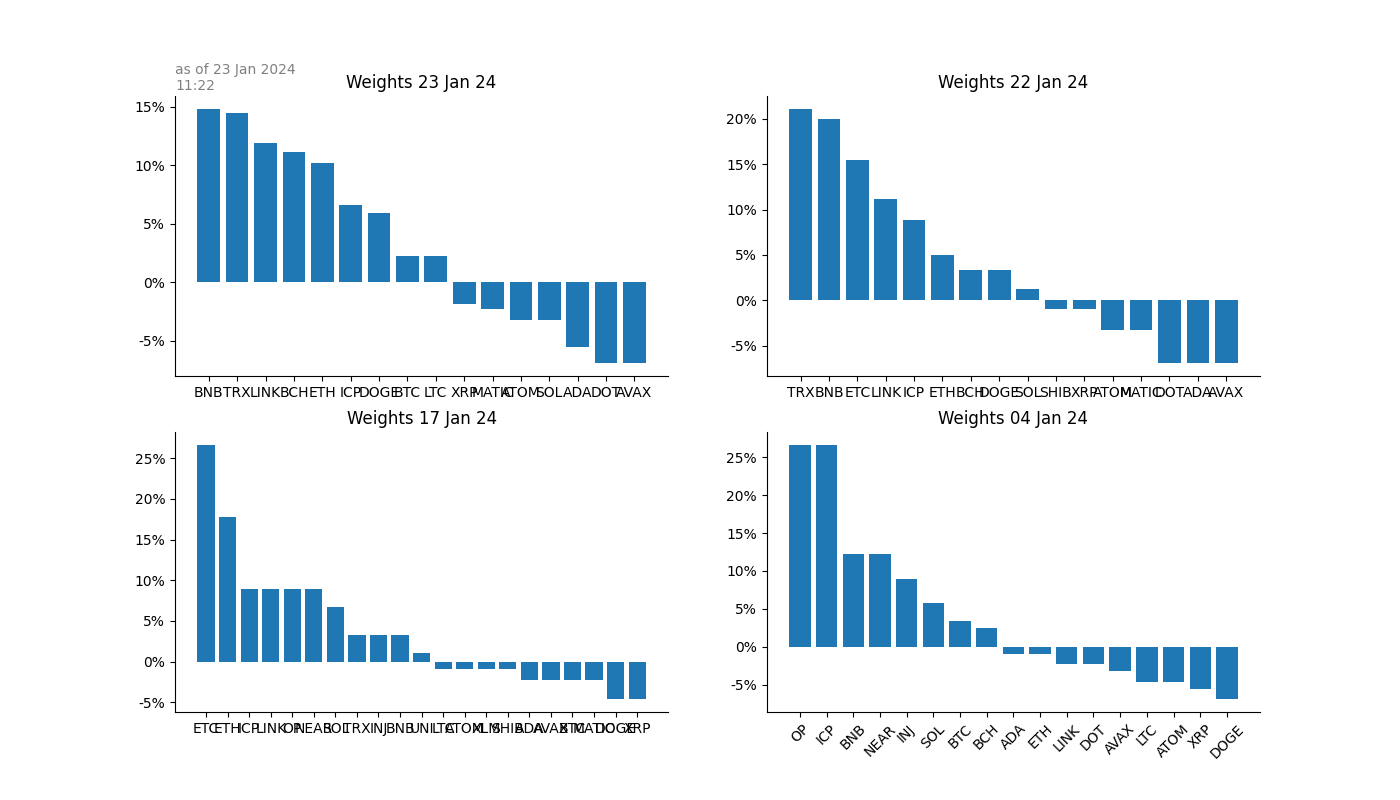 as of 23 Jan 2024
11:22
Weights 23 Jan 24
15%
10%
5%
0%
-5%
BNB TRX LINK BCH ETH ICP DOGE BTC LTC XRP MATIC ATOM SOL ADA DOT AVAX
Weights 22 Jan 24
20%
15%
10%
5%
0%
-5%
TRX BNB ETC LINK ICP ETH BCH DOGE SOL SHIB XRP ATOM MATIC DOT ADA AVAX
Weights 17 Jan 24
25%
20%
15%
10%
5%
0%
-5%
ETC ETH ICP LINK OP NEAR SOL TRX INJ BNB UNI LTC ATOM XLM SHIB ADA AVAX BTC MATIC DOGE XRP
Weights 04 Jan 24
25%
20%
15%
10%
5%
0%
-5%
OP ICP BNB NEAR INJ SOL BTC BCH ADA ETH LINK DOT AVAX LTC ATOM XRP DOGE